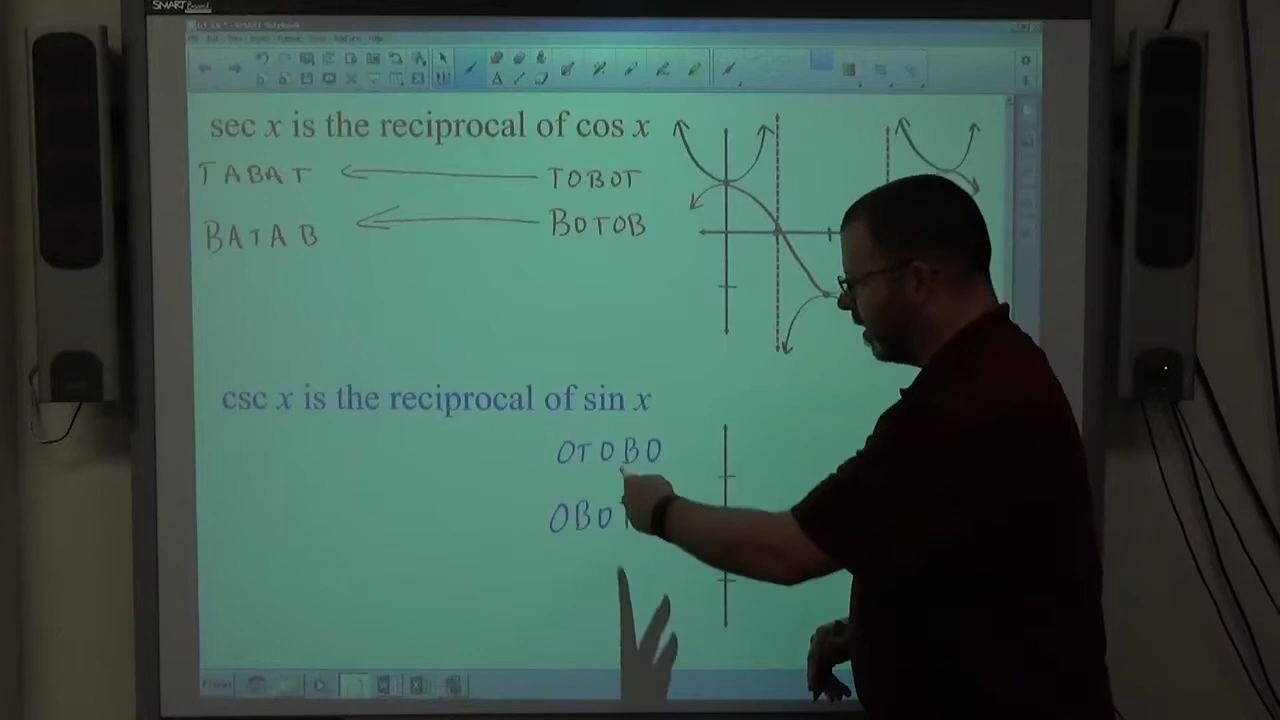 SMART Board
sec x is the reciprocal of cos x
TABAT
TOBOT
BATAB
BOTOB
csc x is the reciprocal of sin x
OTOBO
OBOT